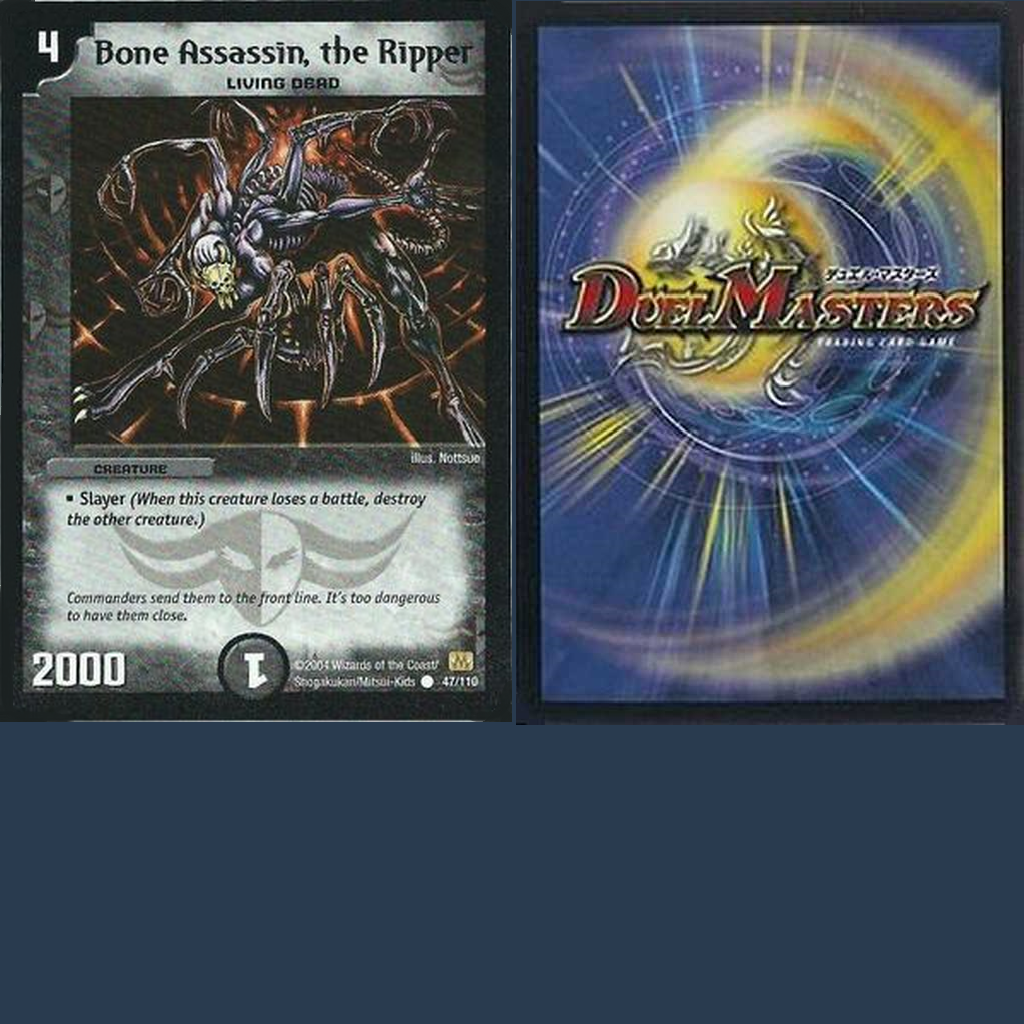 4
Bone Assassin, the Ripper
LIVING DEAD
illus. Nottsuo
CREATURE
▪ Slayer (When this creature loses a battle, destroy
the other creature.)
Commanders send them to the front line. It's too dangerous
to have them close.
2000
1
©2004 Wizards of the Coast/
Shogakukan/Mitsui-Kids
47/110
デュエル・マスターズ
DUEL MASTERS
TRADING CARD GAME